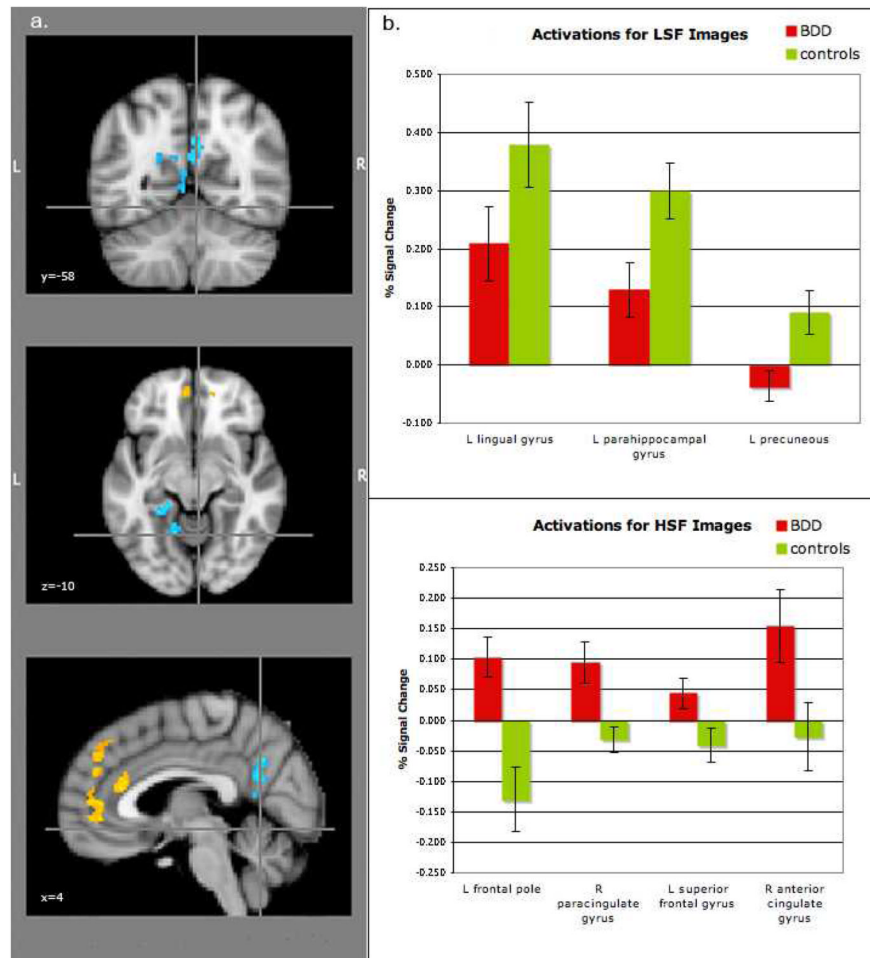 a.
L
R
y=-58
L
R
z=-10
x=4
b.
Activations for LSF Images
BDD
controls
% Signal Change
0.500
0.400
0.300
0.200
0.100
0.000
-0.100
L lingual gyrus
L parahippocampal
gyrus
L precuneous
Activations for HSF Images
BDD
controls
% Signal Change
0.250
0.200
0.150
0.100
0.050
0.000
-0.050
-0.100
-0.150
-0.200
-0.250
L frontal pole
R
paracingulate
gyrus
L superior
frontal gyrus
R anterior
cingulate
gyrus